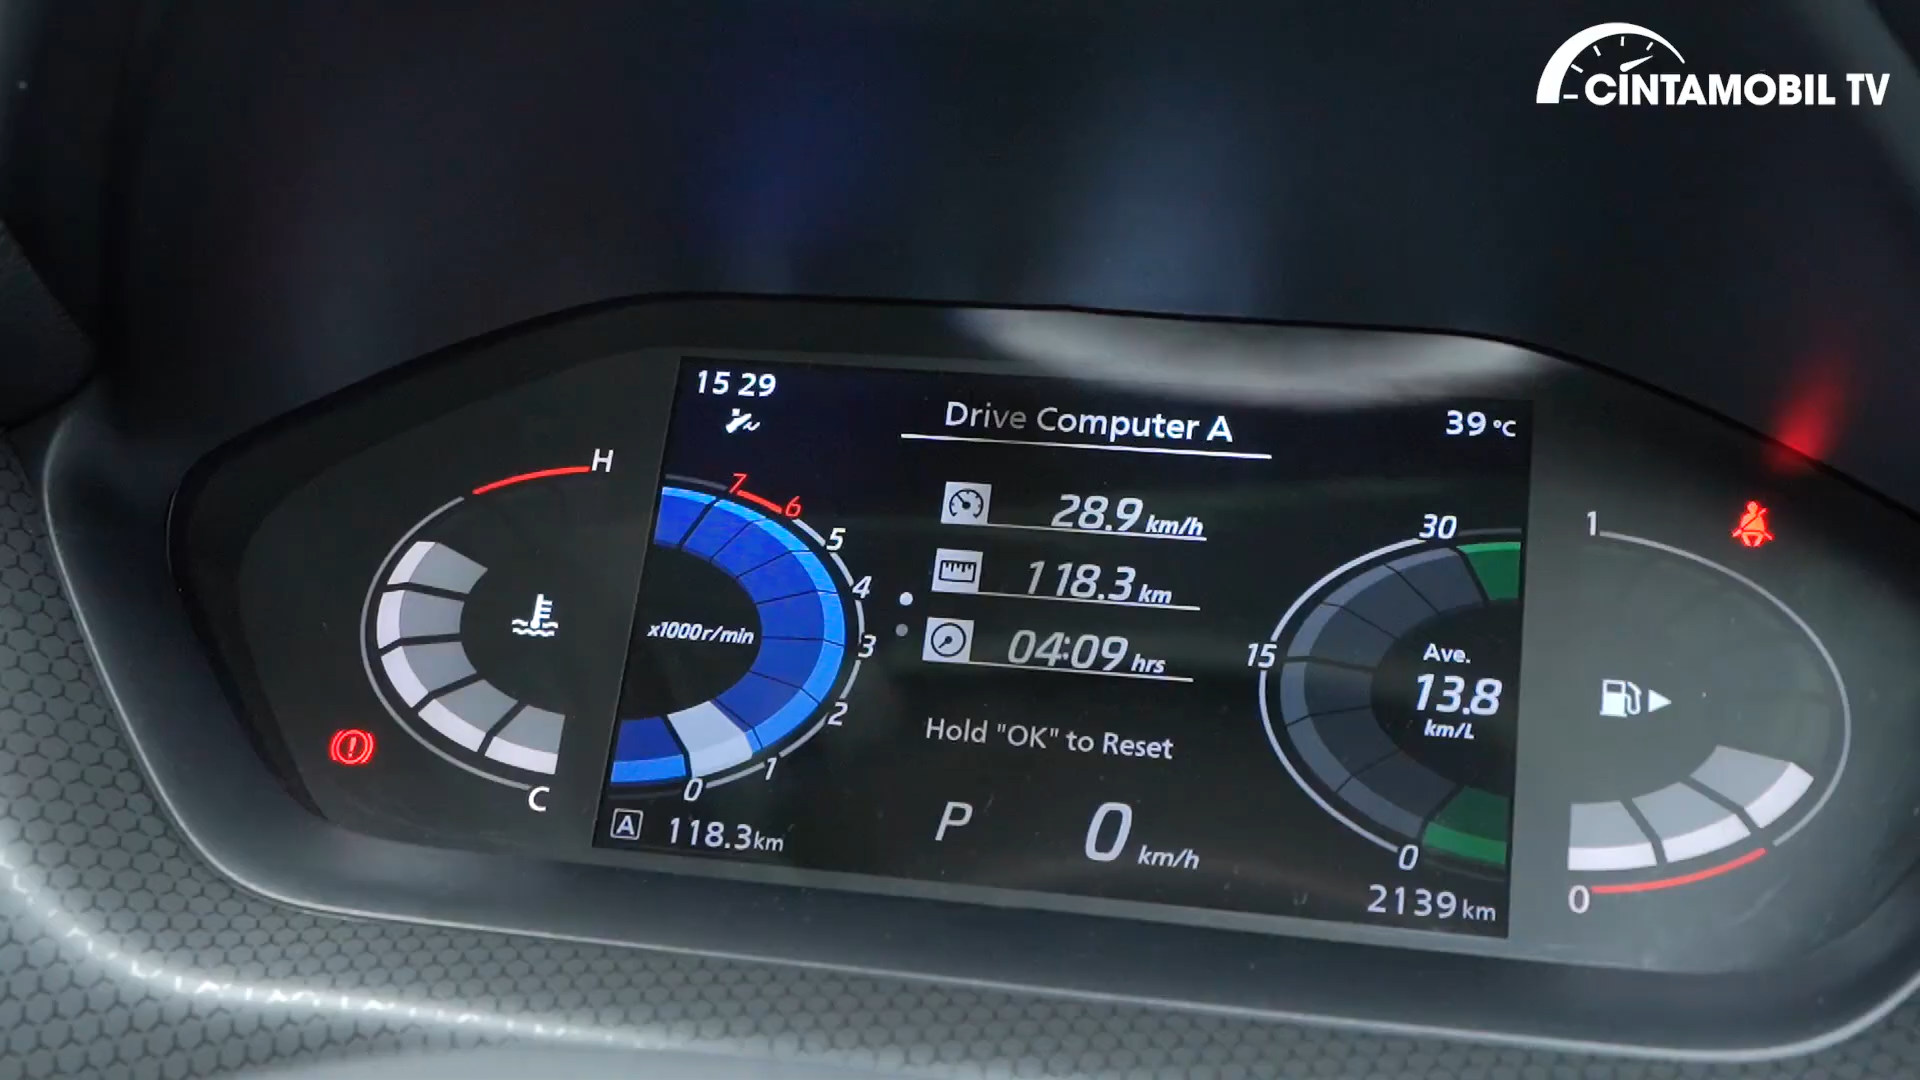 CINTAMOBIL TV
15 29
Drive Computer A
39 °C
H
7
6
5
4
3
2
1
0
x1000r/min
28.9 km/h
118.3 km
04:09 hrs
Hold "OK" to Reset
30
15
0
Ave.
13.8
km/L
1
0
C
A 118.3km
P
0 km/h
2139 km